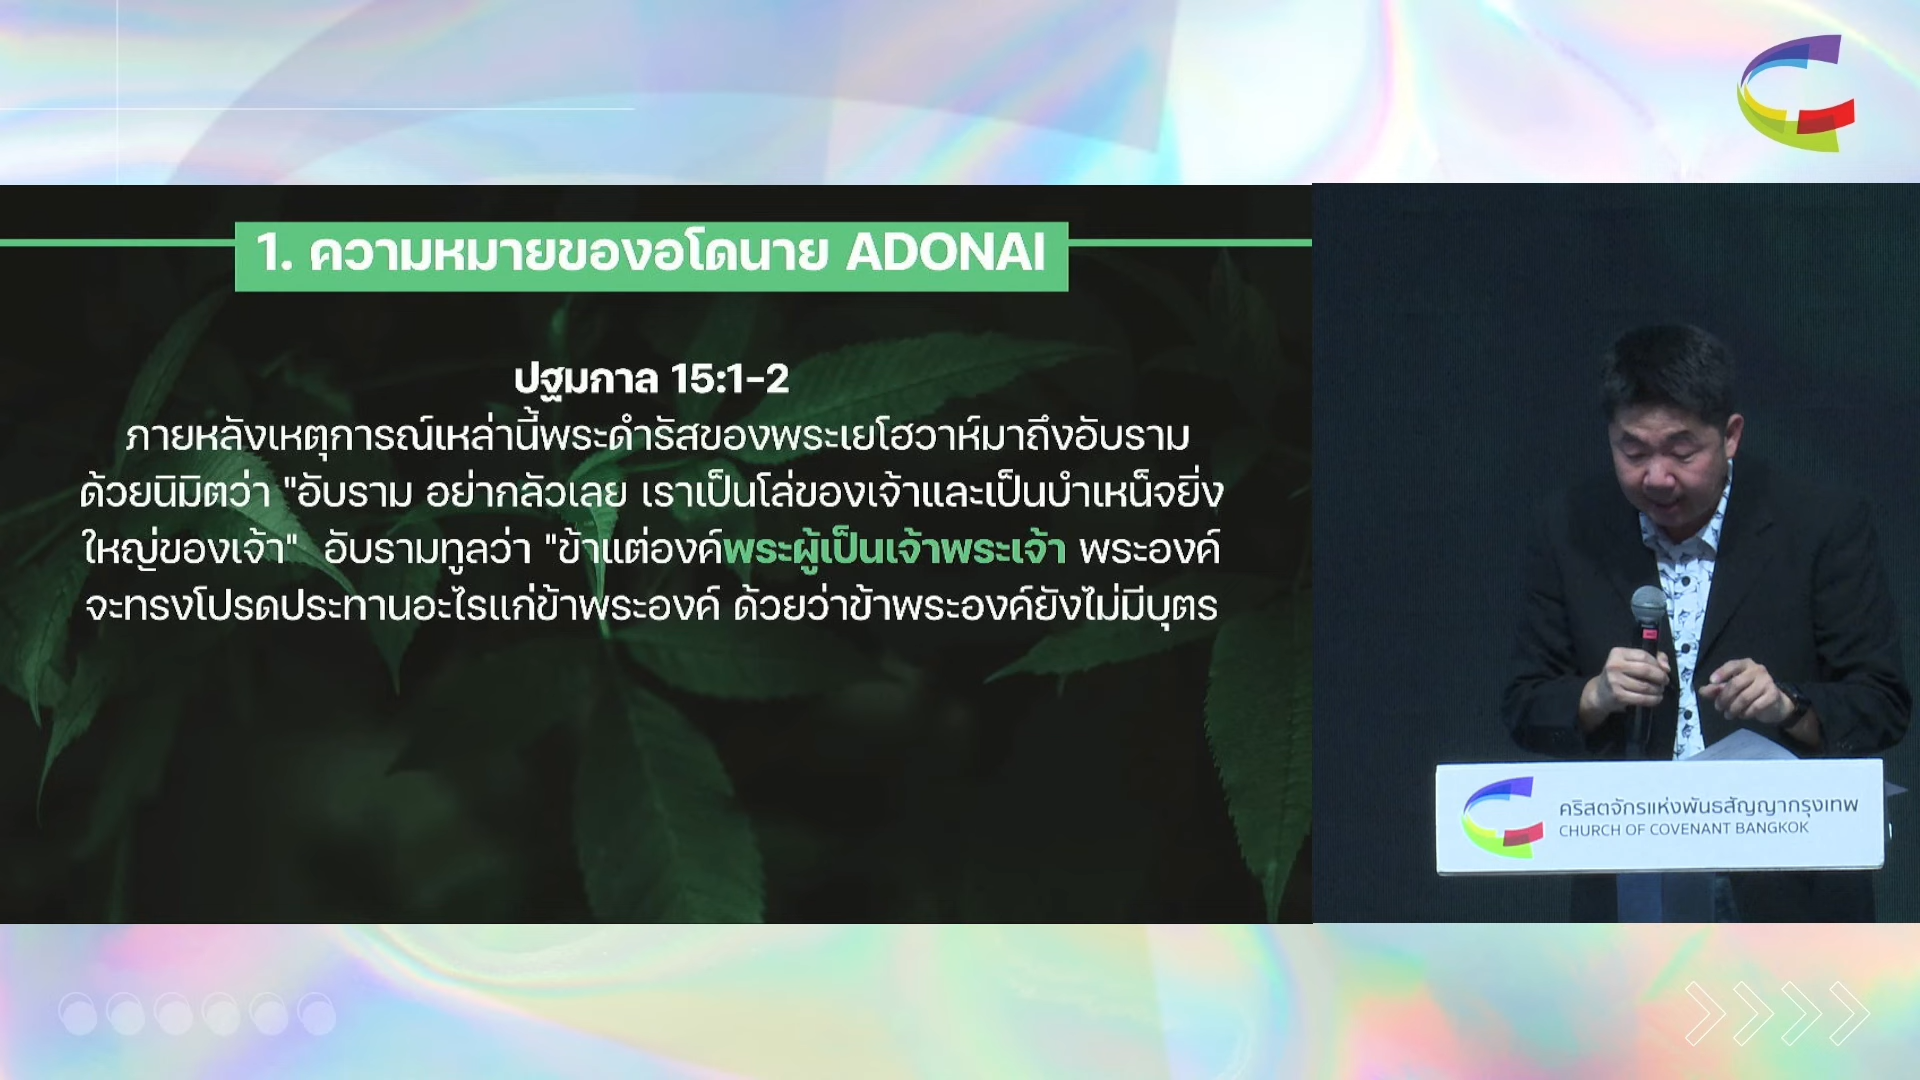 1. ความหมายของอโดนาย ADONAI
ปฐมกาล 15:1-2
ภายหลังเหตุการณ์เหล่านี้พระดำรัสของพระเยโฮวาห์มาถึงอับราม
ด้วยนิมิตว่า "อับราม อย่ากลัวเลย เราเป็นโล่ของเจ้าและเป็นบำเหน็จยิ่ง
ใหญ่ของเจ้า" อับรามทูลว่า "ข้าแต่องค์พระผู้เป็นเจ้าพระเจ้า พระองค์
จะทรงโปรดประทานอะไรแก่ข้าพระองค์ ด้วยว่าข้าพระองค์ยังไม่มีบุตร
คริสตจักรแห่งพันธสัญญากรุงเทพ
CHURCH OF COVENANT BANGKOK